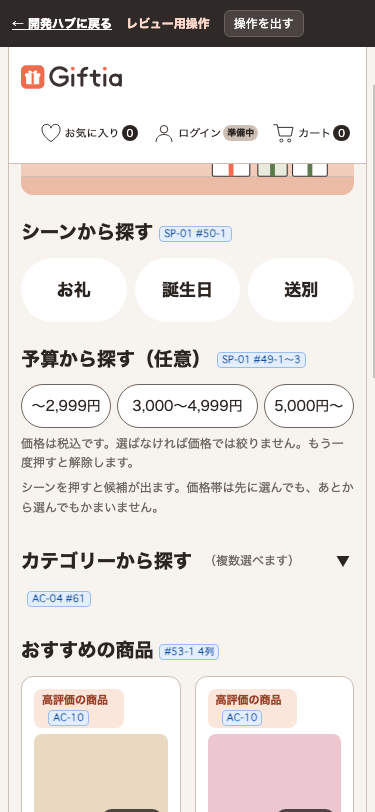 ← 開発ハブに戻る レビュー用操作 操作を出す
Giftia
お気に入り 0 ログイン 準備中 カート 0
シーンから探す SP-01 #50-1
お礼 誕生日 送別
予算から探す（任意） SP-01 #49-1〜3
〜2,999円 3,000〜4,999円 5,000円〜
価格は税込です。選ばなければ価格では絞りません。もう一
度押すと解除します。
シーンを押すと候補が出ます。価格帯は先に選んでも、あとか
ら選んでもかまいません。
カテゴリーから探す （複数選べます） ▼
AC-04 #61
おすすめの商品 #53-1 4列
高評価の商品 高評価の商品
AC-10 AC-10